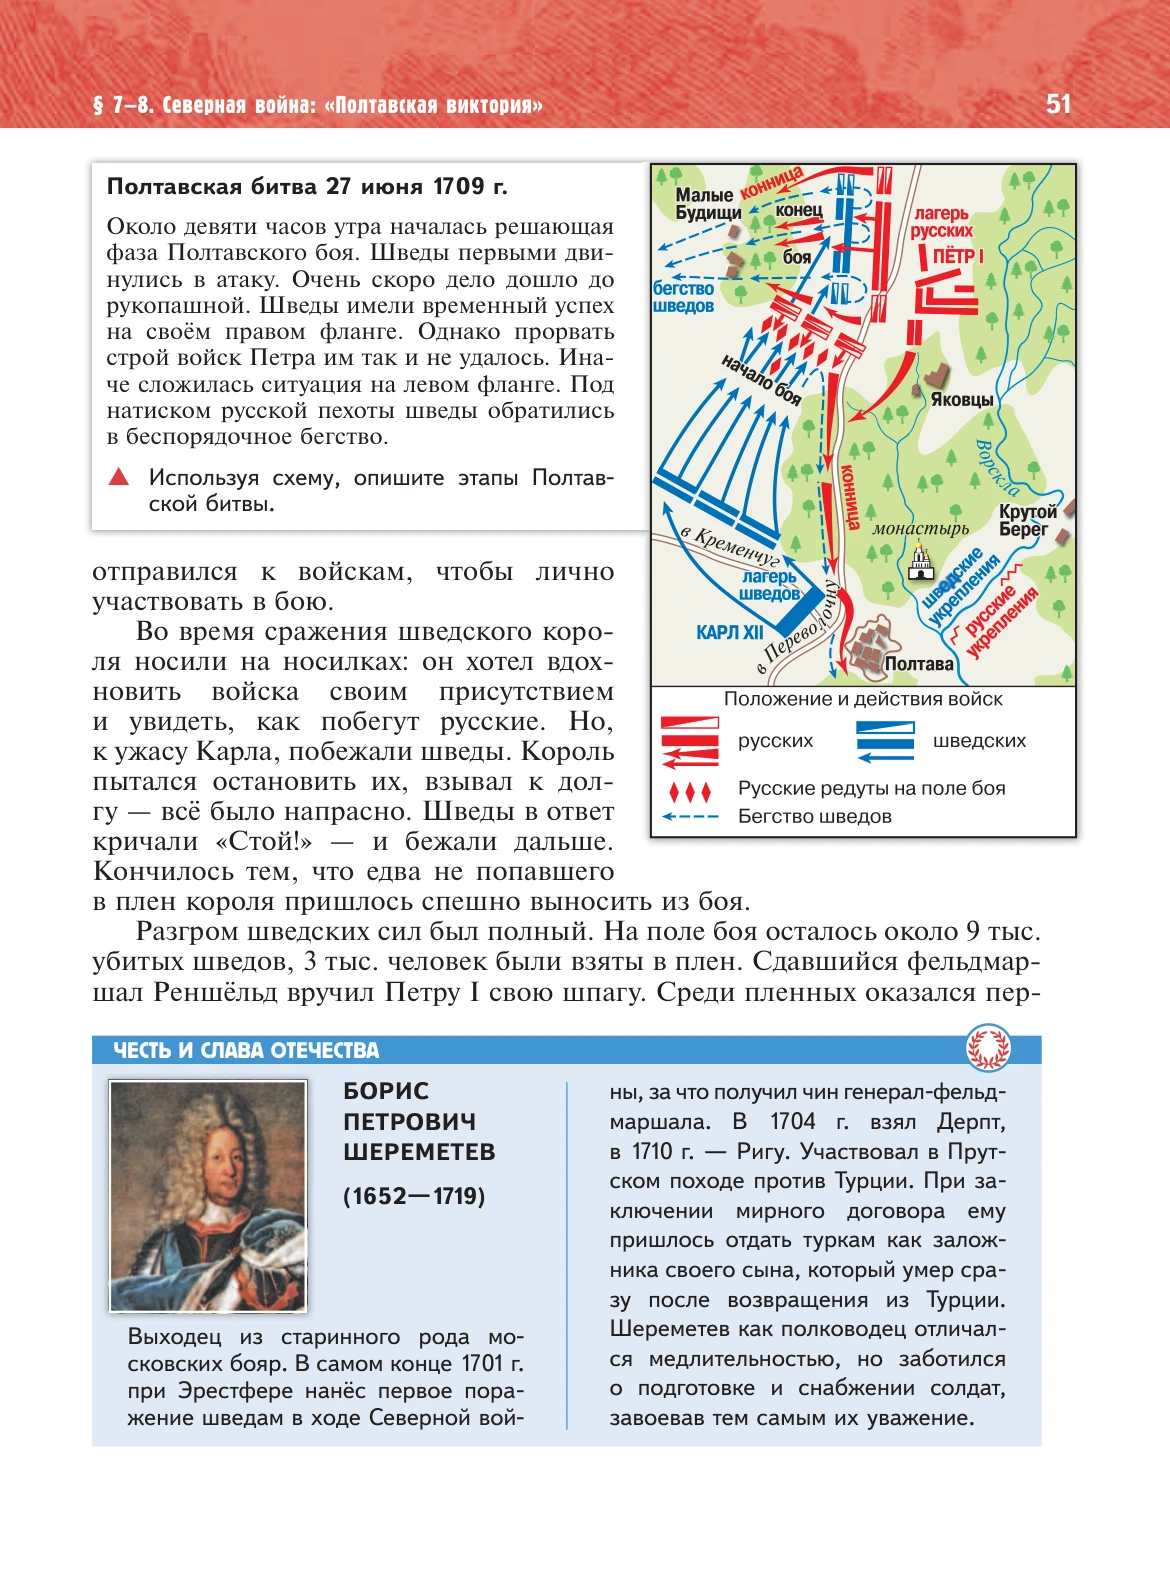 § 7–8. Северная война: «Полтавская виктория»
51
Полтавская битва 27 июня 1709 г.
Около девяти часов утра началась решающая
фаза Полтавского боя. Шведы первыми дви-
нулись в атаку. Очень скоро дело дошло до
рукопашной. Шведы имели временный успех
на своём правом фланге. Однако прорвать
строй войск Петра им так и не удалось. Ина-
че сложилась ситуация на левом фланге. Под
натиском русской пехоты шведы обратились
в беспорядочное бегство.
Используя схему, опишите этапы Полтав-
ской битвы.
Малые
Будищи
конница
конец
боя
лагерь
русских
ПЁТР I
бегство
шведов
начало боя
Яковцы
Ворскла
конница
Крутой
Берег
монастырь
в Кременчуг
лагерь
шведов
шведские
укрепления
русские
укрепления
КАРЛ XII
в Переволочну
Полтава
Положение и действия войск
русских
шведских
Русские редуты на поле боя
Бегство шведов
отправился к войскам, чтобы лично
участвовать в бою.
Во время сражения шведского коро-
ля носили на носилках: он хотел вдох-
новить войска своим присутствием
и увидеть, как побегут русские. Но,
к ужасу Карла, побежали шведы. Король
пытался остановить их, взывал к дол-
гу — всё было напрасно. Шведы в ответ
кричали «Стой!» — и бежали дальше.
Кончилось тем, что едва не попавшего
в плен короля пришлось спешно выносить из боя.
Разгром шведских сил был полный. На поле боя осталось около 9 тыс.
убитых шведов, 3 тыс. человек были взяты в плен. Сдавшийся фельдмар-
шал Реншёльд вручил Петру I свою шпагу. Среди пленных оказался пер-
ЧЕСТЬ И СЛАВА ОТЕЧЕСТВА
БОРИС
ПЕТРОВИЧ
ШЕРЕМЕТЕВ
(1652—1719)
Выходец из старинного рода мо-
сковских бояр. В самом конце 1701 г.
при Эрестфере нанёс первое пора-
жение шведам в ходе Северной вой-
ны, за что получил чин генерал-фельд-
маршала. В 1704 г. взял Дерпт,
в 1710 г. — Ригу. Участвовал в Прут-
ском походе против Турции. При за-
ключении мирного договора ему
пришлось отдать туркам как залож-
ника своего сына, который умер сра-
зу после возвращения из Турции.
Шереметев как полководец отличал-
ся медлительностью, но заботился
о подготовке и снабжении солдат,
завоевав тем самым их уважение.